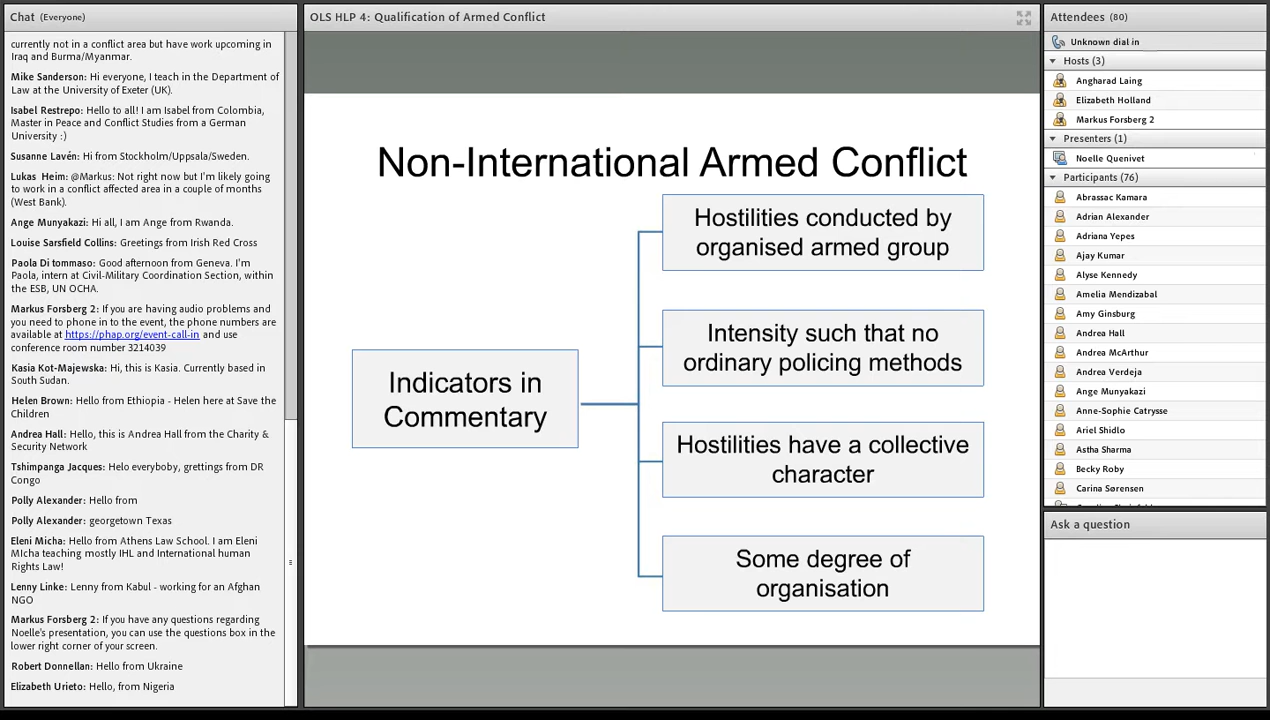 Chat (Everyone)
currently not in a conflict area but have work upcoming in
Iraq and Burma/Myanmar.
Mike Sanderson: Hi everyone, I teach in the Department of
Law at the University of Exeter (UK).
Isabel Restrepo: Hello to all! I am Isabel from Colombia,
Master in Peace and Conflict Studies from a German
University :)
Susanne Lavén: Hi from Stockholm/Uppsala/Sweden.
Lukas Heim: @Markus: Not right now but I'm likely going
to work in a conflict affected area in a couple of months
(West Bank).
Ange Munyakazi: Hi all, I am Ange from Rwanda.
Louise Sarsfield Collins: Greetings from Irish Red Cross
Paola Di tommaso: Good afternoon from Geneva. I'm
Paola, intern at Civil-Military Coordination Section, within
the ESB, UN OCHA.
Markus Forsberg 2: If you are having audio problems and
you need to phone in to the event, the phone numbers are
available at https://phap.org/event-call-in and use
conference room number 3214039
Kasia Kot-Majewska: Hi, this is Kasia. Currently based in
South Sudan.
Helen Brown: Hello from Ethiopia - Helen here at Save the
Children
Andrea Hall: Hello, this is Andrea Hall from the Charity &
Security Network
Tshimpanga Jacques: Helo everyboby, grettings from DR
Congo
Polly Alexander: Hello from
Polly Alexander: georgetown Texas
Eleni Micha: Hello from Athens Law School. I am Eleni
MIcha teaching mostly IHL and International human
Rights Law!
Lenny Linke: Lenny from Kabul - working for an Afghan
NGO
Markus Forsberg 2: If you have any questions regarding
Noelle's presentation, you can use the questions box in the
lower right corner of your screen.
Robert Donnellan: Hello from Ukraine
Elizabeth Urieto: Hello, from Nigeria
OLS HLP 4: Qualification of Armed Conflict
Non-International Armed Conflict
Indicators in
Commentary
Hostilities conducted by
organised armed group
Intensity such that no
ordinary policing methods
Hostilities have a collective
character
Some degree of
organisation
Attendees (80)
Unknown dial in
Hosts (3)
Angharad Laing
Elizabeth Holland
Markus Forsberg 2
Presenters (1)
Noelle Quenivet
Participants (76)
Abrassac Kamara
Adrian Alexander
Adriana Yepes
Ajay Kumar
Alyse Kennedy
Amelia Mendizabal
Amy Ginsburg
Andrea Hall
Andrea McArthur
Andrea Verdeja
Ange Munyakazi
Anne-Sophie Catrysse
Ariel Shidlo
Astha Sharma
Becky Roby
Carina Sørensen
Ask a question